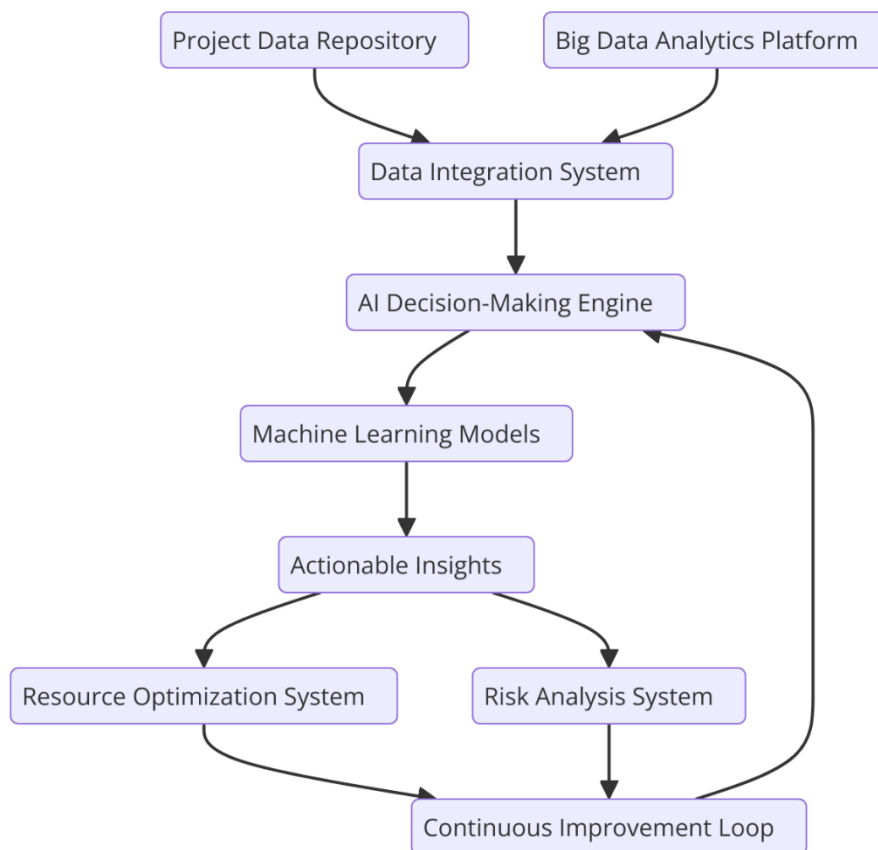 Project Data Repository
Big Data Analytics Platform
Data Integration System
AI Decision-Making Engine
Machine Learning Models
Actionable Insights
Resource Optimization System
Risk Analysis System
Continuous Improvement Loop